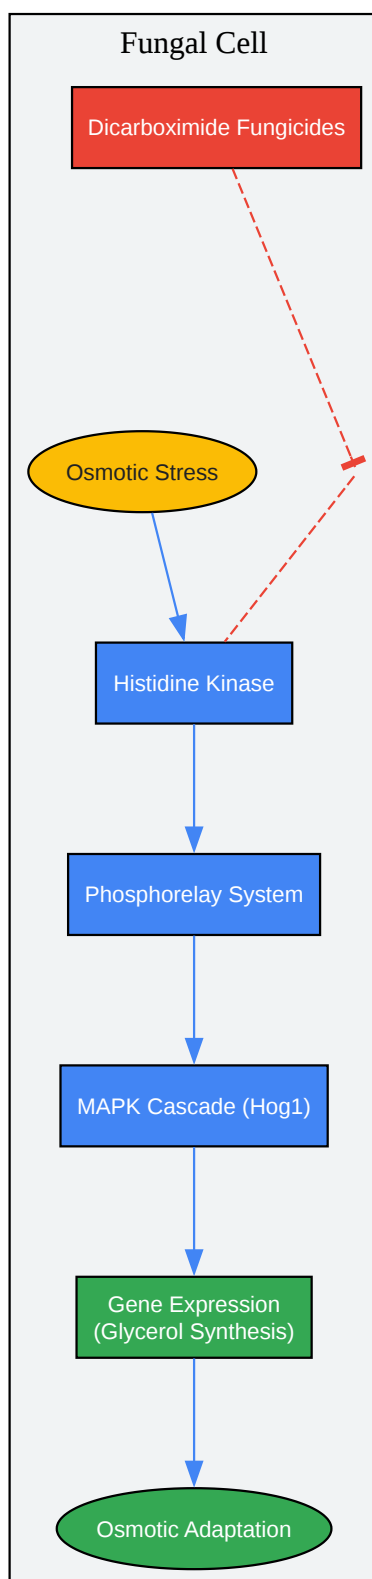 Fungal Cell
Dicarboximide Fungicides
Osmotic Stress
Histidine Kinase
Phosphorelay System
MAPK Cascade (Hog1)
Gene Expression
(Glycerol Synthesis)
Osmotic Adaptation